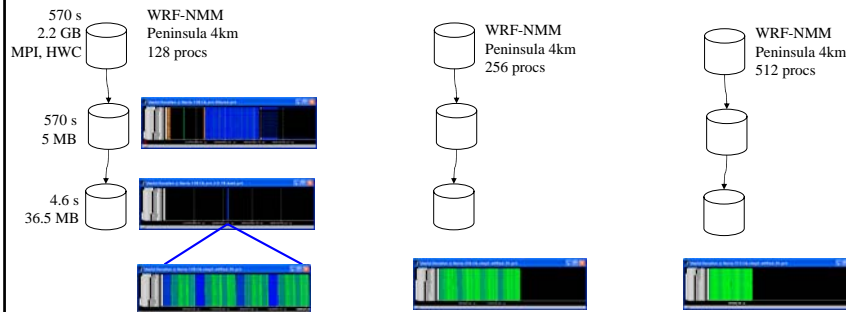 570 s
2.2 GB
MPI, HWC
WRF-NMM
Peninsula 4km
128 procs
570 s
5 MB
4.6 s
36.5 MB
WRF-NMM
Peninsula 4km
256 procs
WRF-NMM
Peninsula 4km
512 procs